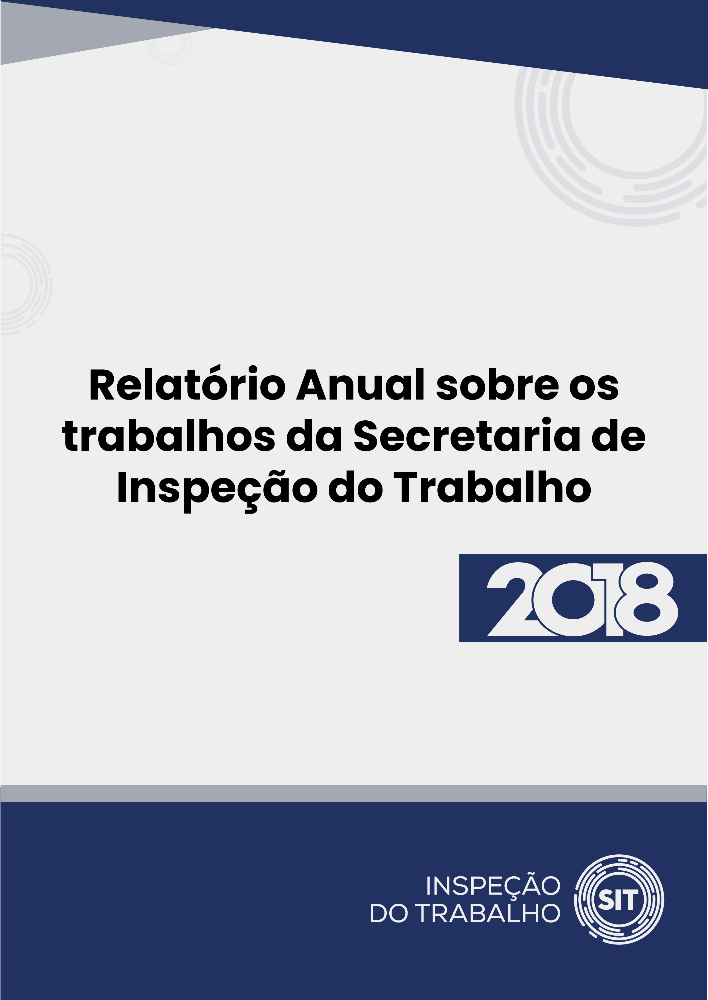 Relatório Anual sobre os
trabalhos da Secretaria de
Inspeção do Trabalho
2018
INSPEÇÃO
DO TRABALHO
SIT